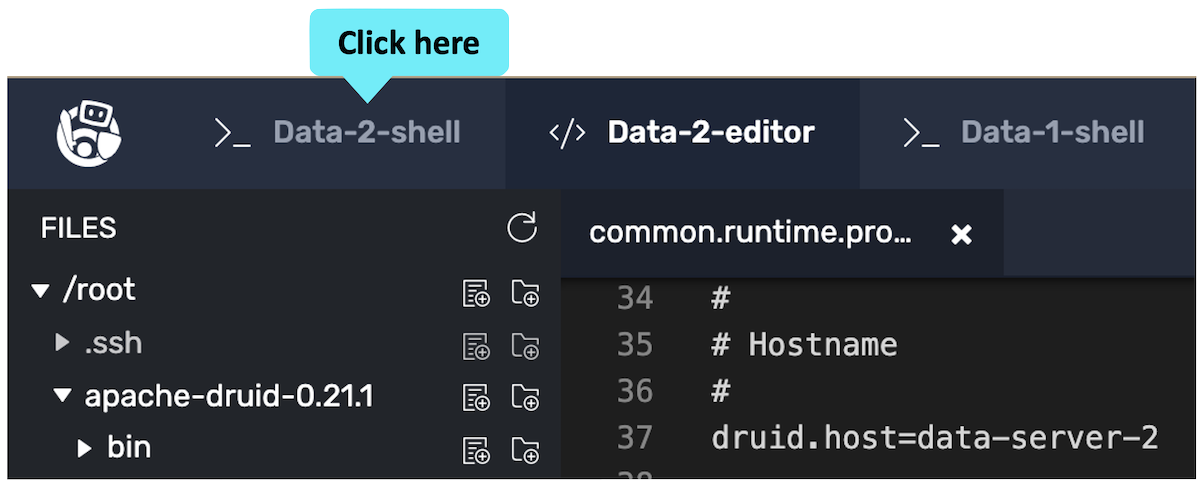 Click here
>_ Data-2-shell </> Data-2-editor >_ Data-1-shell
FILES
common.runtime.pro...
/root
.ssh
apache-druid-0.21.1
bin
34 #
35 # Hostname
36 #
37 druid.host=data-server-2